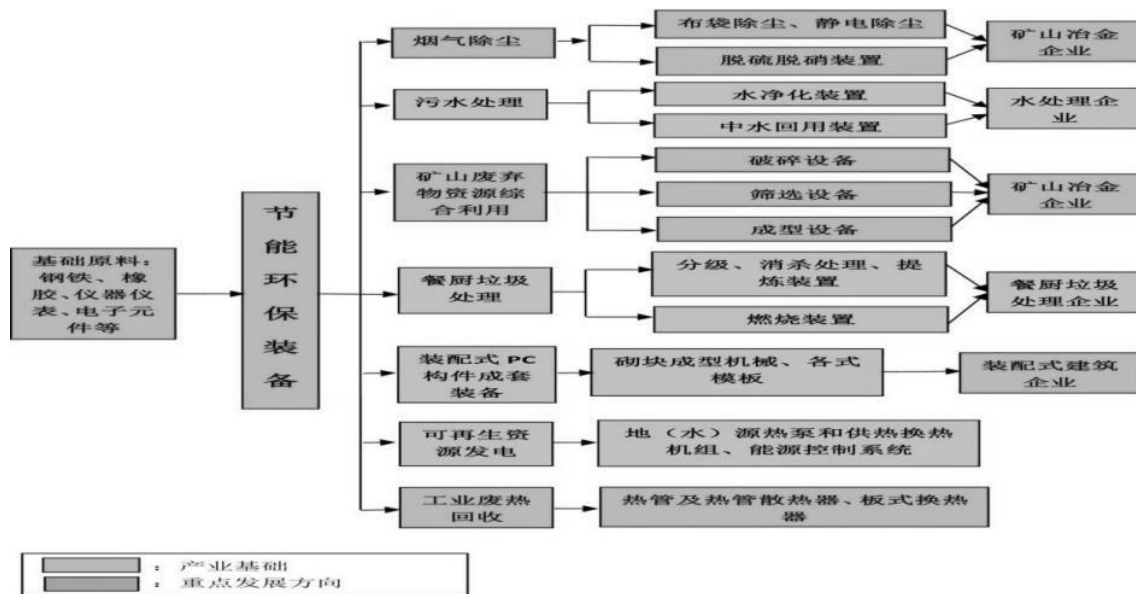 基础原料：
钢铁、橡
胶、仪器仪
表、电子元
件等
节
能
环
保
装
备
烟气除尘
布袋除尘、静电除尘
脱硫脱硝装置
矿山冶金
企业
污水处理
水净化装置
中水回用装置
水处理企
业
矿山废弃
物资源综
合利用
破碎设备
筛选设备
成型设备
矿山冶金
企业
餐厨垃圾
处理
分级、消杀处理、提
炼装置
燃烧装置
餐厨垃圾
处理企业
装配式 PC
构件成套
装备
砌块成型机械、各式
模板
装配式建筑
企业
可再生资
源发电
地（水）源热泵和供热换热
机组、能源控制系统
工业废热
回收
热管及热管散热器、板式换热
器
：产业基础
：重点发展方向